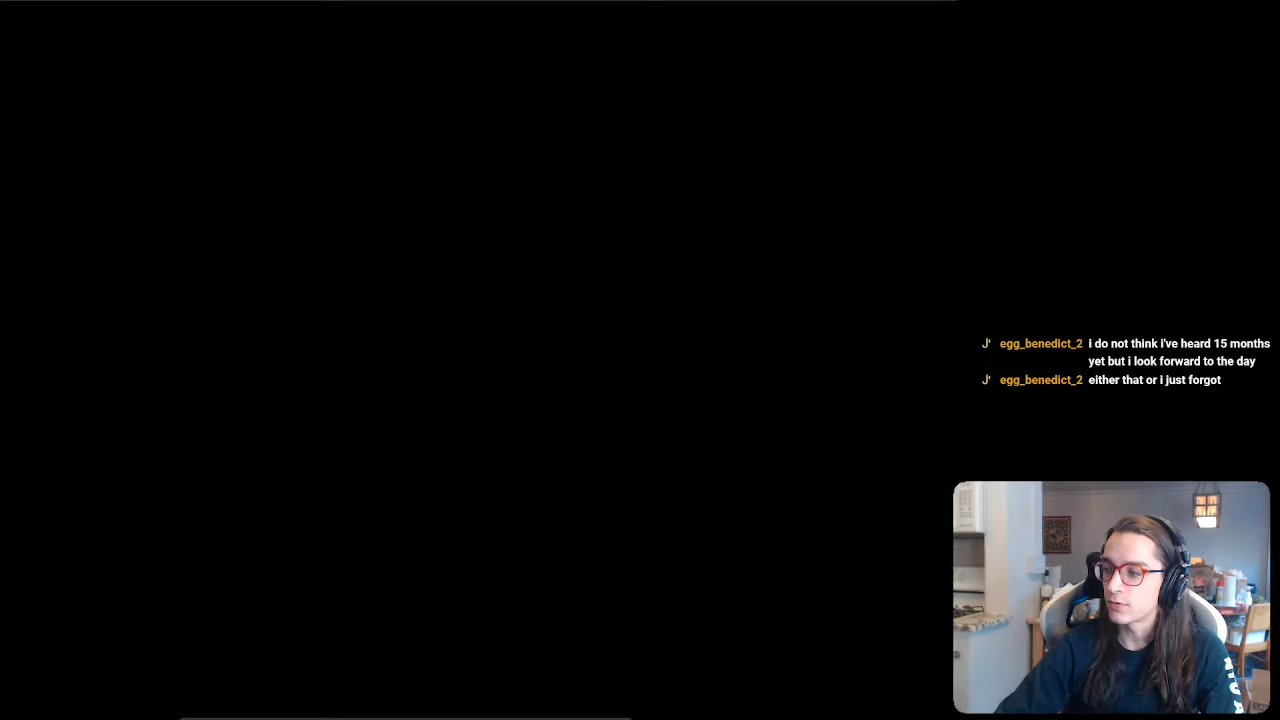 egg_benedict_2 i do not think i've heard 15 months
yet but i look forward to the day
egg_benedict_2 either that or i just forgot